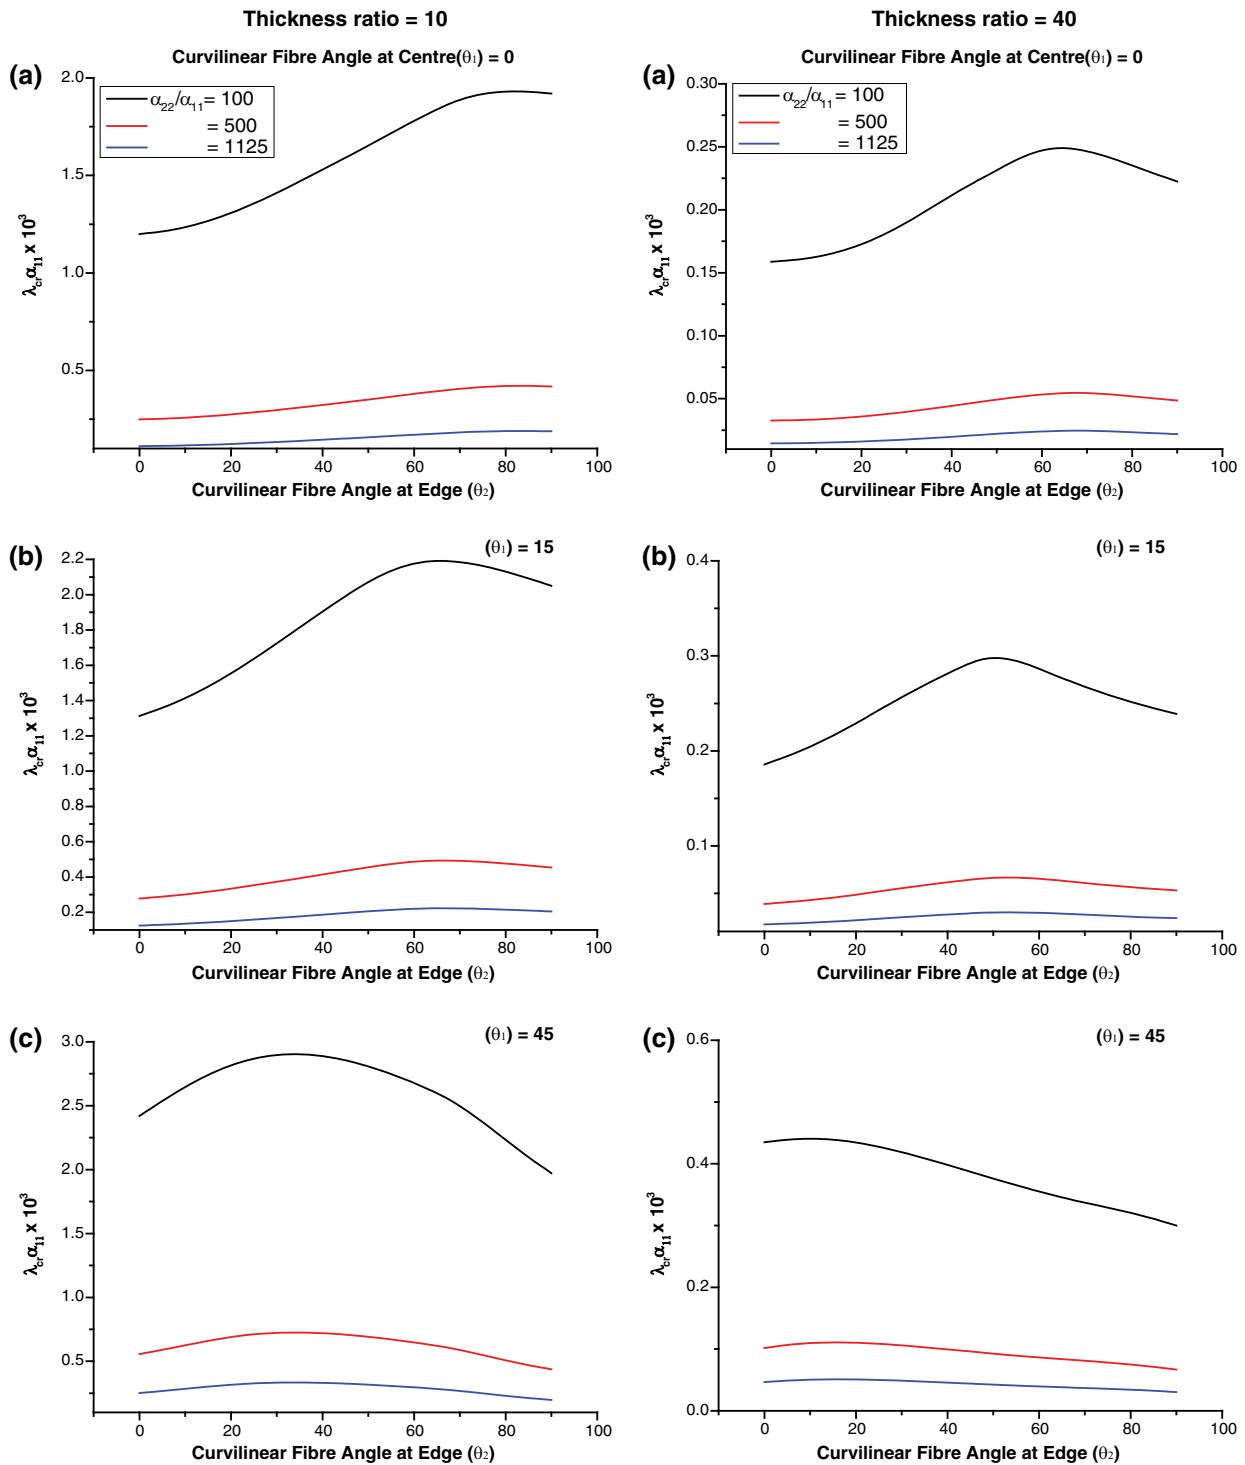 Thickness ratio = 10
Thickness ratio = 40
(a)
Curvilinear Fibre Angle at Centre(θ₁) = 0
2.0
1.5
1.0
0.5
α₂₂/α₁₁ = 100
= 500
= 1125
λcrα₁₁ x 10³
0 20 40 60 80 100
Curvilinear Fibre Angle at Edge (θ₂)
(a)
Curvilinear Fibre Angle at Centre(θ₁) = 0
0.30
0.25
0.20
0.15
0.10
0.05
α₂₂/α₁₁ = 100
= 500
= 1125
λcrα₁₁ x 10³
0 20 40 60 80 100
Curvilinear Fibre Angle at Edge (θ₂)
(b)
(θ₁) = 15
2.2
2.0
1.8
1.6
1.4
1.2
1.0
0.8
0.6
0.4
0.2
λcrα₁₁ x 10³
0 20 40 60 80 100
Curvilinear Fibre Angle at Edge (θ₂)
(b)
(θ₁) = 15
0.4
0.3
0.2
0.1
λcrα₁₁ x 10³
0 20 40 60 80 100
Curvilinear Fibre Angle at Edge (θ₂)
(c)
(θ₁) = 45
3.0
2.5
2.0
1.5
1.0
0.5
λcrα₁₁ x 10³
0 20 40 60 80 100
Curvilinear Fibre Angle at Edge (θ₂)
(c)
(θ₁) = 45
0.6
0.4
0.2
0.0
λcrα₁₁ x 10³
0 20 40 60 80 100
Curvilinear Fibre Angle at Edge (θ₂)